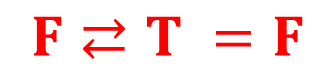 F ⇄ T = F